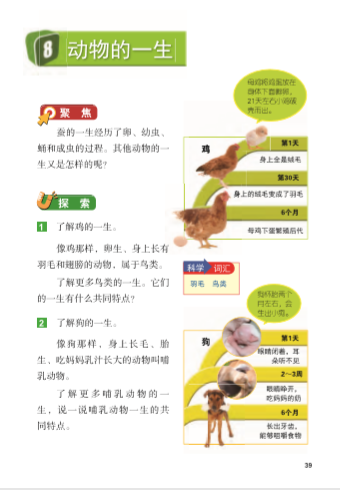 8 动物的一生
聚 焦
蚕的一生经历了卵、幼虫、
蛹和成虫的过程。其他动物的一
生又是怎样的呢?
探 索
1 了解鸡的一生。
像鸡那样，卵生、身上长有
羽毛和翅膀的动物，属于鸟类。
了解更多鸟类的一生。它们
的一生有什么共同特点?
2 了解狗的一生。
像狗那样，身上长毛、胎
生、吃妈妈乳汁长大的动物叫哺
乳动物。
了解更多哺乳动物的一
生，说一说哺乳动物一生的共
同特点。
母鸡将鸡蛋放在
身体下面孵卵，
21天左右小鸡破
壳而出。
鸡
第1天
身上全是绒毛
第30天
身上的绒毛变成了羽毛
6个月
母鸡下蛋繁殖后代
科学 词汇
羽毛 鸟类
狗怀胎两个
月左右，会
生出小狗。
狗
第1天
眼睛闭着，耳
朵听不见
2～3周
眼睛睁开，
吃妈妈的奶
6个月
长出牙齿，
能够咀嚼食物
39